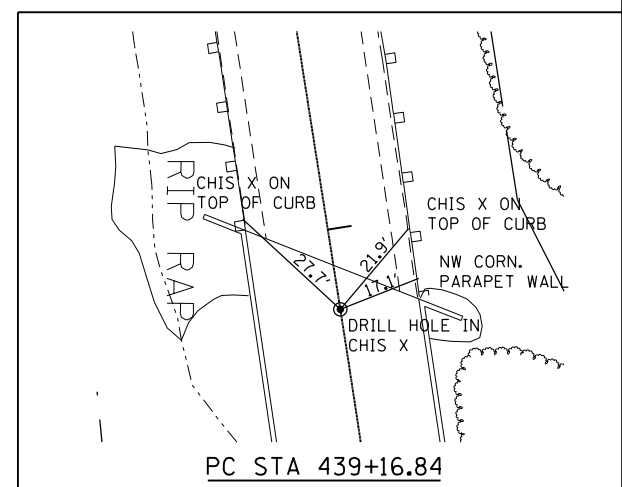 RIP RAP
CHIS X ON
TOP OF CURB
27.7'
21.9'
17.1'
CHIS X ON
TOP OF CURB
NW CORN.
PARAPET WALL
DRILL HOLE IN
CHIS X
PC STA 439+16.84